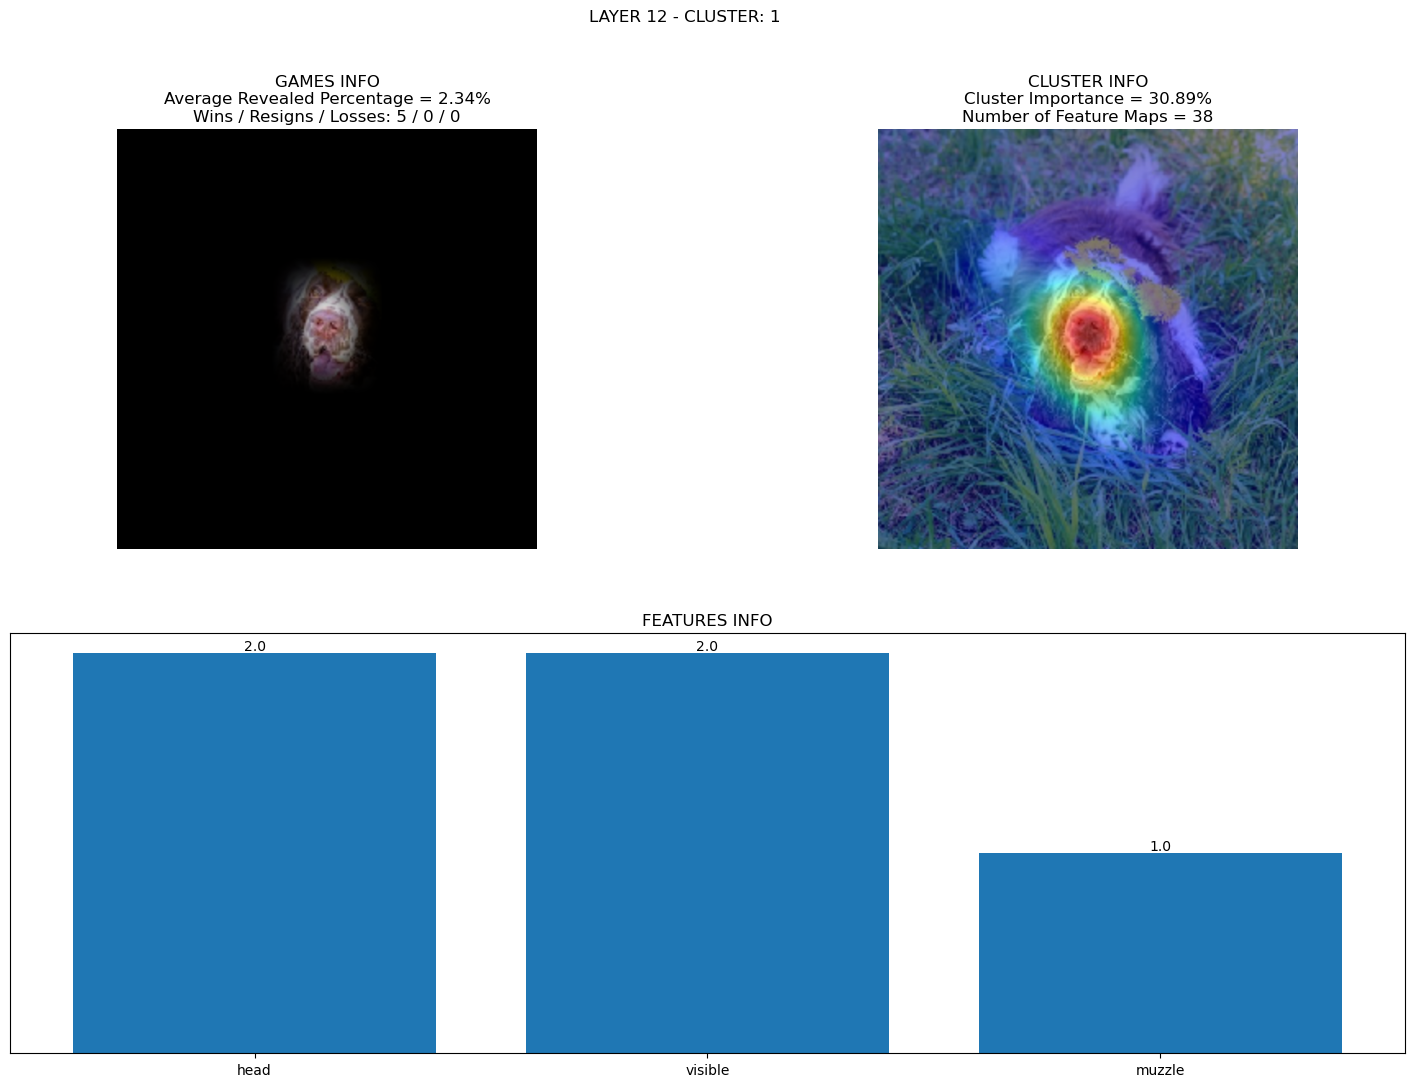 LAYER 12 - CLUSTER: 1
GAMES INFO
Average Revealed Percentage = 2.34%
Wins / Resigns / Losses: 5 / 0 / 0
CLUSTER INFO
Cluster Importance = 30.89%
Number of Feature Maps = 38
FEATURES INFO
2.0
2.0
1.0
head
visible
muzzle